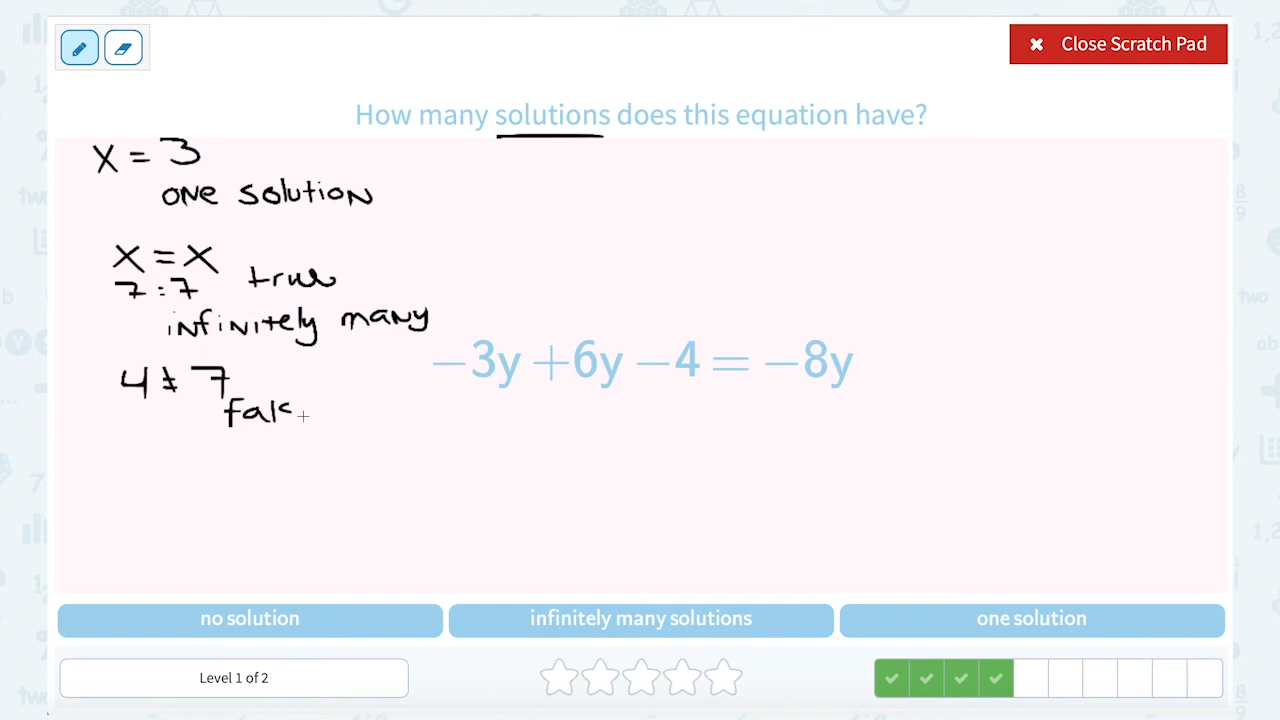 Close Scratch Pad
How many solutions does this equation have?
x = 3
one solution
x = x
7 = 7 true
infinitely many
−3y + 6y − 4 = −8y
4 ≠ 7
fals
no solution
infinitely many solutions
one solution
Level 1 of 2